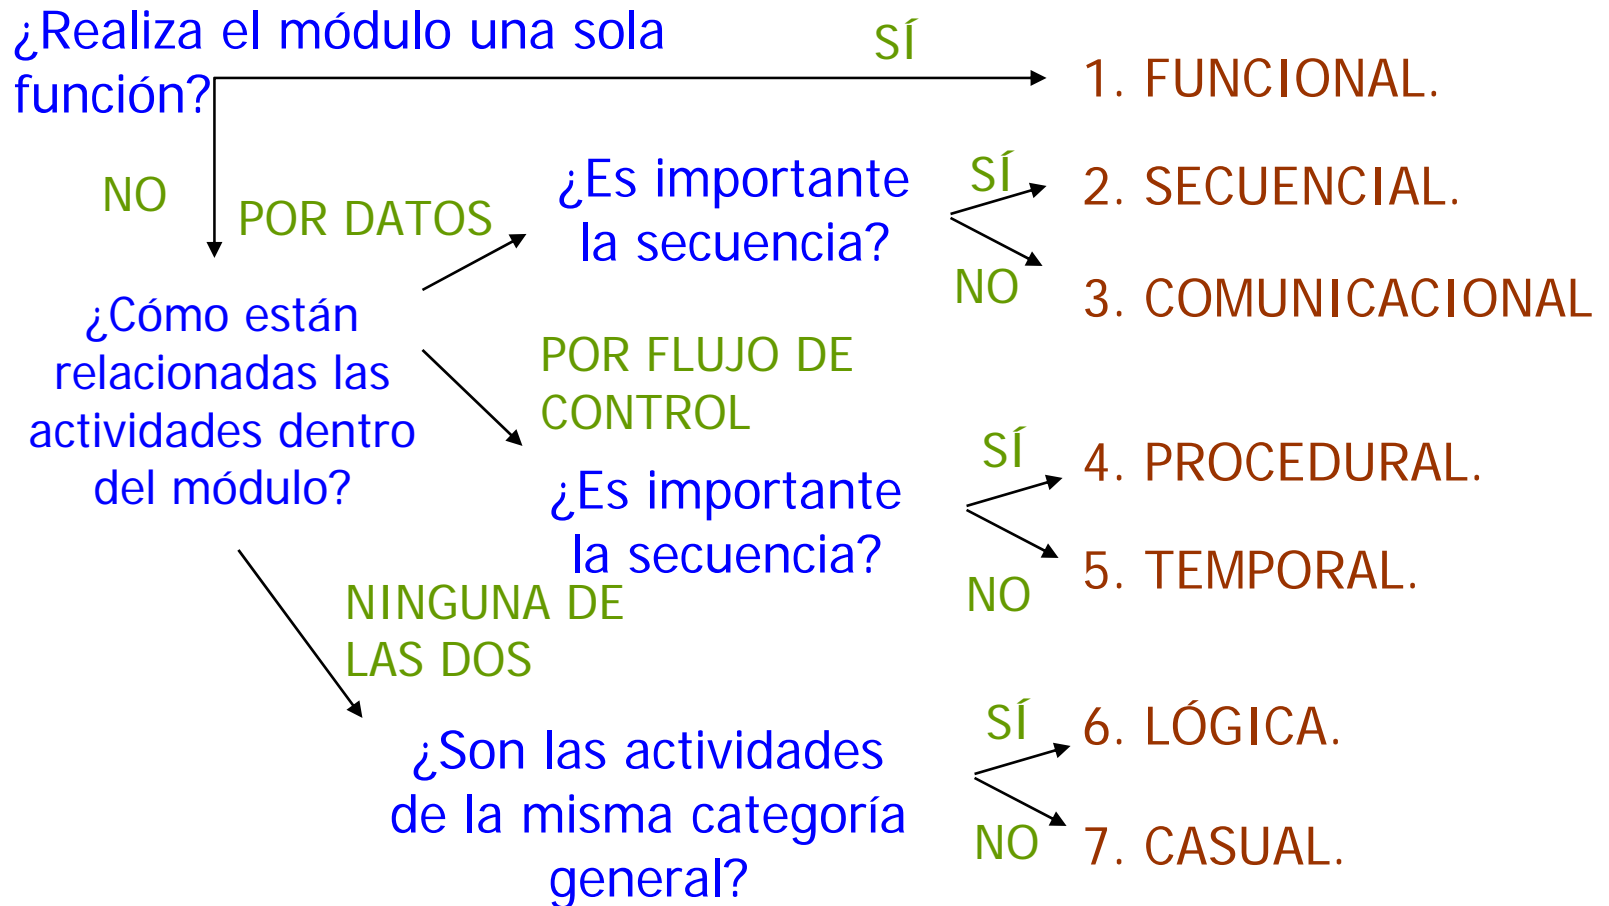 ¿Realiza el módulo una sola
función?
SÍ
1. FUNCIONAL.
NO
POR DATOS
¿Es importante
la secuencia?
SÍ
2. SECUENCIAL.
NO
3. COMUNICACIONAL
¿Cómo están
relacionadas las
actividades dentro
del módulo?
POR FLUJO DE
CONTROL
¿Es importante
la secuencia?
SÍ
4. PROCEDURAL.
NO
5. TEMPORAL.
NINGUNA DE
LAS DOS
¿Son las actividades
de la misma categoría
general?
SÍ
6. LÓGICA.
NO
7. CASUAL.